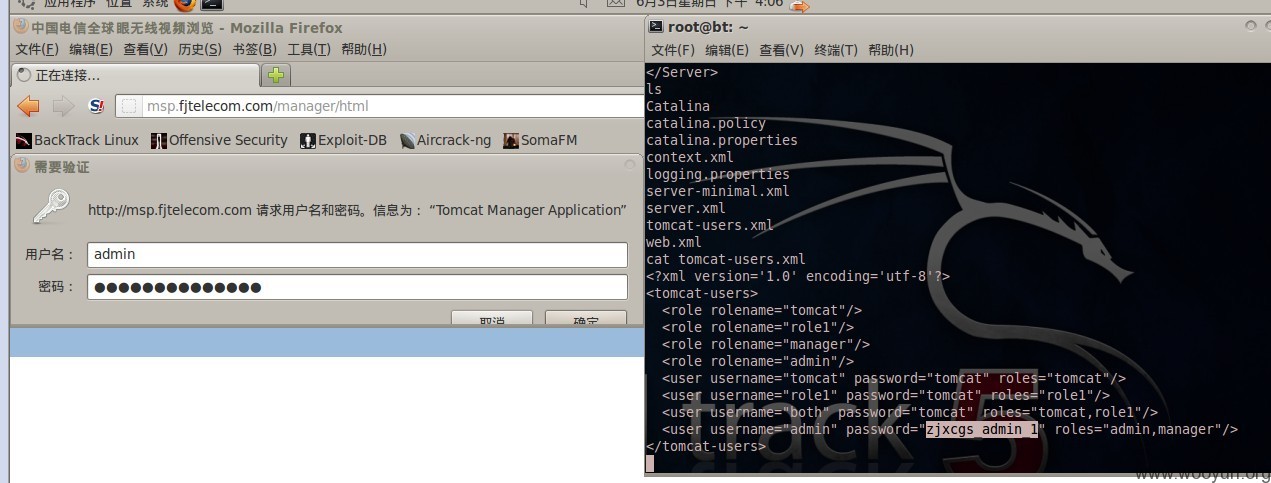 应用程序 位置 系统
6月3日星期日 下午 4:06
中国电信全球眼无线视频浏览 - Mozilla Firefox
文件(F) 编辑(E) 查看(V) 历史(S) 书签(B) 工具(T) 帮助(H)
正在连接...
msp.fjtelecom.com/manager/html
BackTrack Linux Offensive Security Exploit-DB Aircrack-ng SomaFM
需要验证
http://msp.fjtelecom.com 请求用户名和密码。信息为： “Tomcat Manager Application”
用户名： admin
密码： ●●●●●●●●●●●●●●
取消 确定
root@bt: ~
文件(F) 编辑(E) 查看(V) 终端(T) 帮助(H)
</Server>
ls
Catalina
catalina.policy
catalina.properties
context.xml
logging.properties
server-minimal.xml
server.xml
tomcat-users.xml
web.xml
cat tomcat-users.xml
<?xml version='1.0' encoding='utf-8'?>
<tomcat-users>
  <role rolename="tomcat"/>
  <role rolename="role1"/>
  <role rolename="manager"/>
  <role rolename="admin"/>
  <user username="tomcat" password="tomcat" roles="tomcat"/>
  <user username="role1" password="tomcat" roles="role1"/>
  <user username="both" password="tomcat" roles="tomcat,role1"/>
  <user username="admin" password="zjxcgs_admin_1" roles="admin,manager"/>
</tomcat-users>
track 5
www.wooyun.org